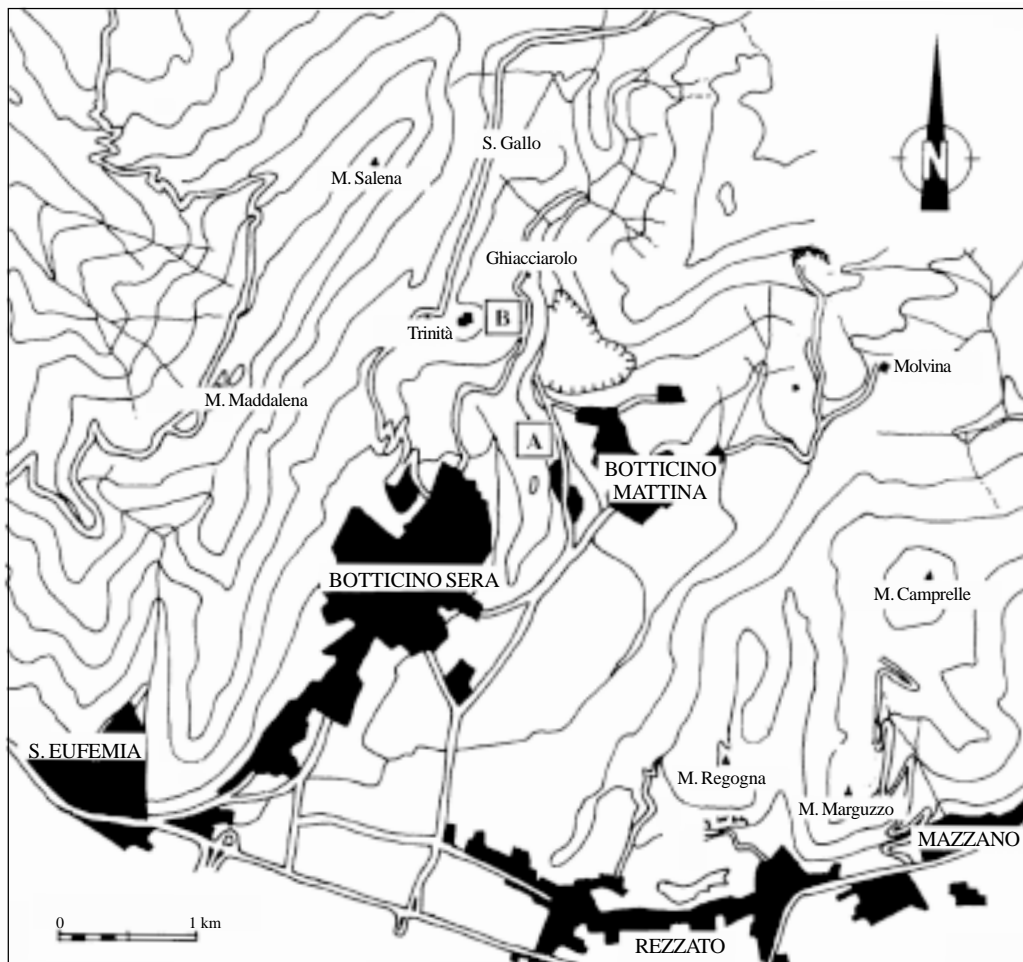 S. Gallo
N
M. Salena
Ghiacciarolo
B
Trinità
Molvina
M. Maddalena
A
BOTTICINO
MATTINA
BOTTICINO SERA
M. Camprelle
S. EUFEMIA
M. Regogna
M. Marguzzo
MAZZANO
0 1 km
REZZATO